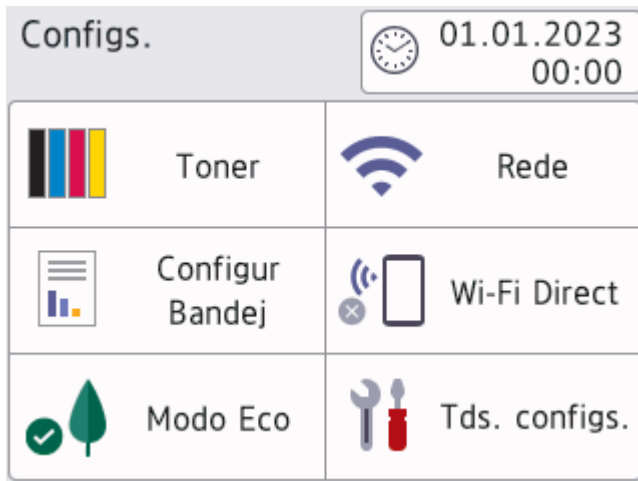 Configs.
01.01.2023
00:00
Toner
Rede
Configur
Bandej
Wi-Fi Direct
Modo Eco
Tds. configs.